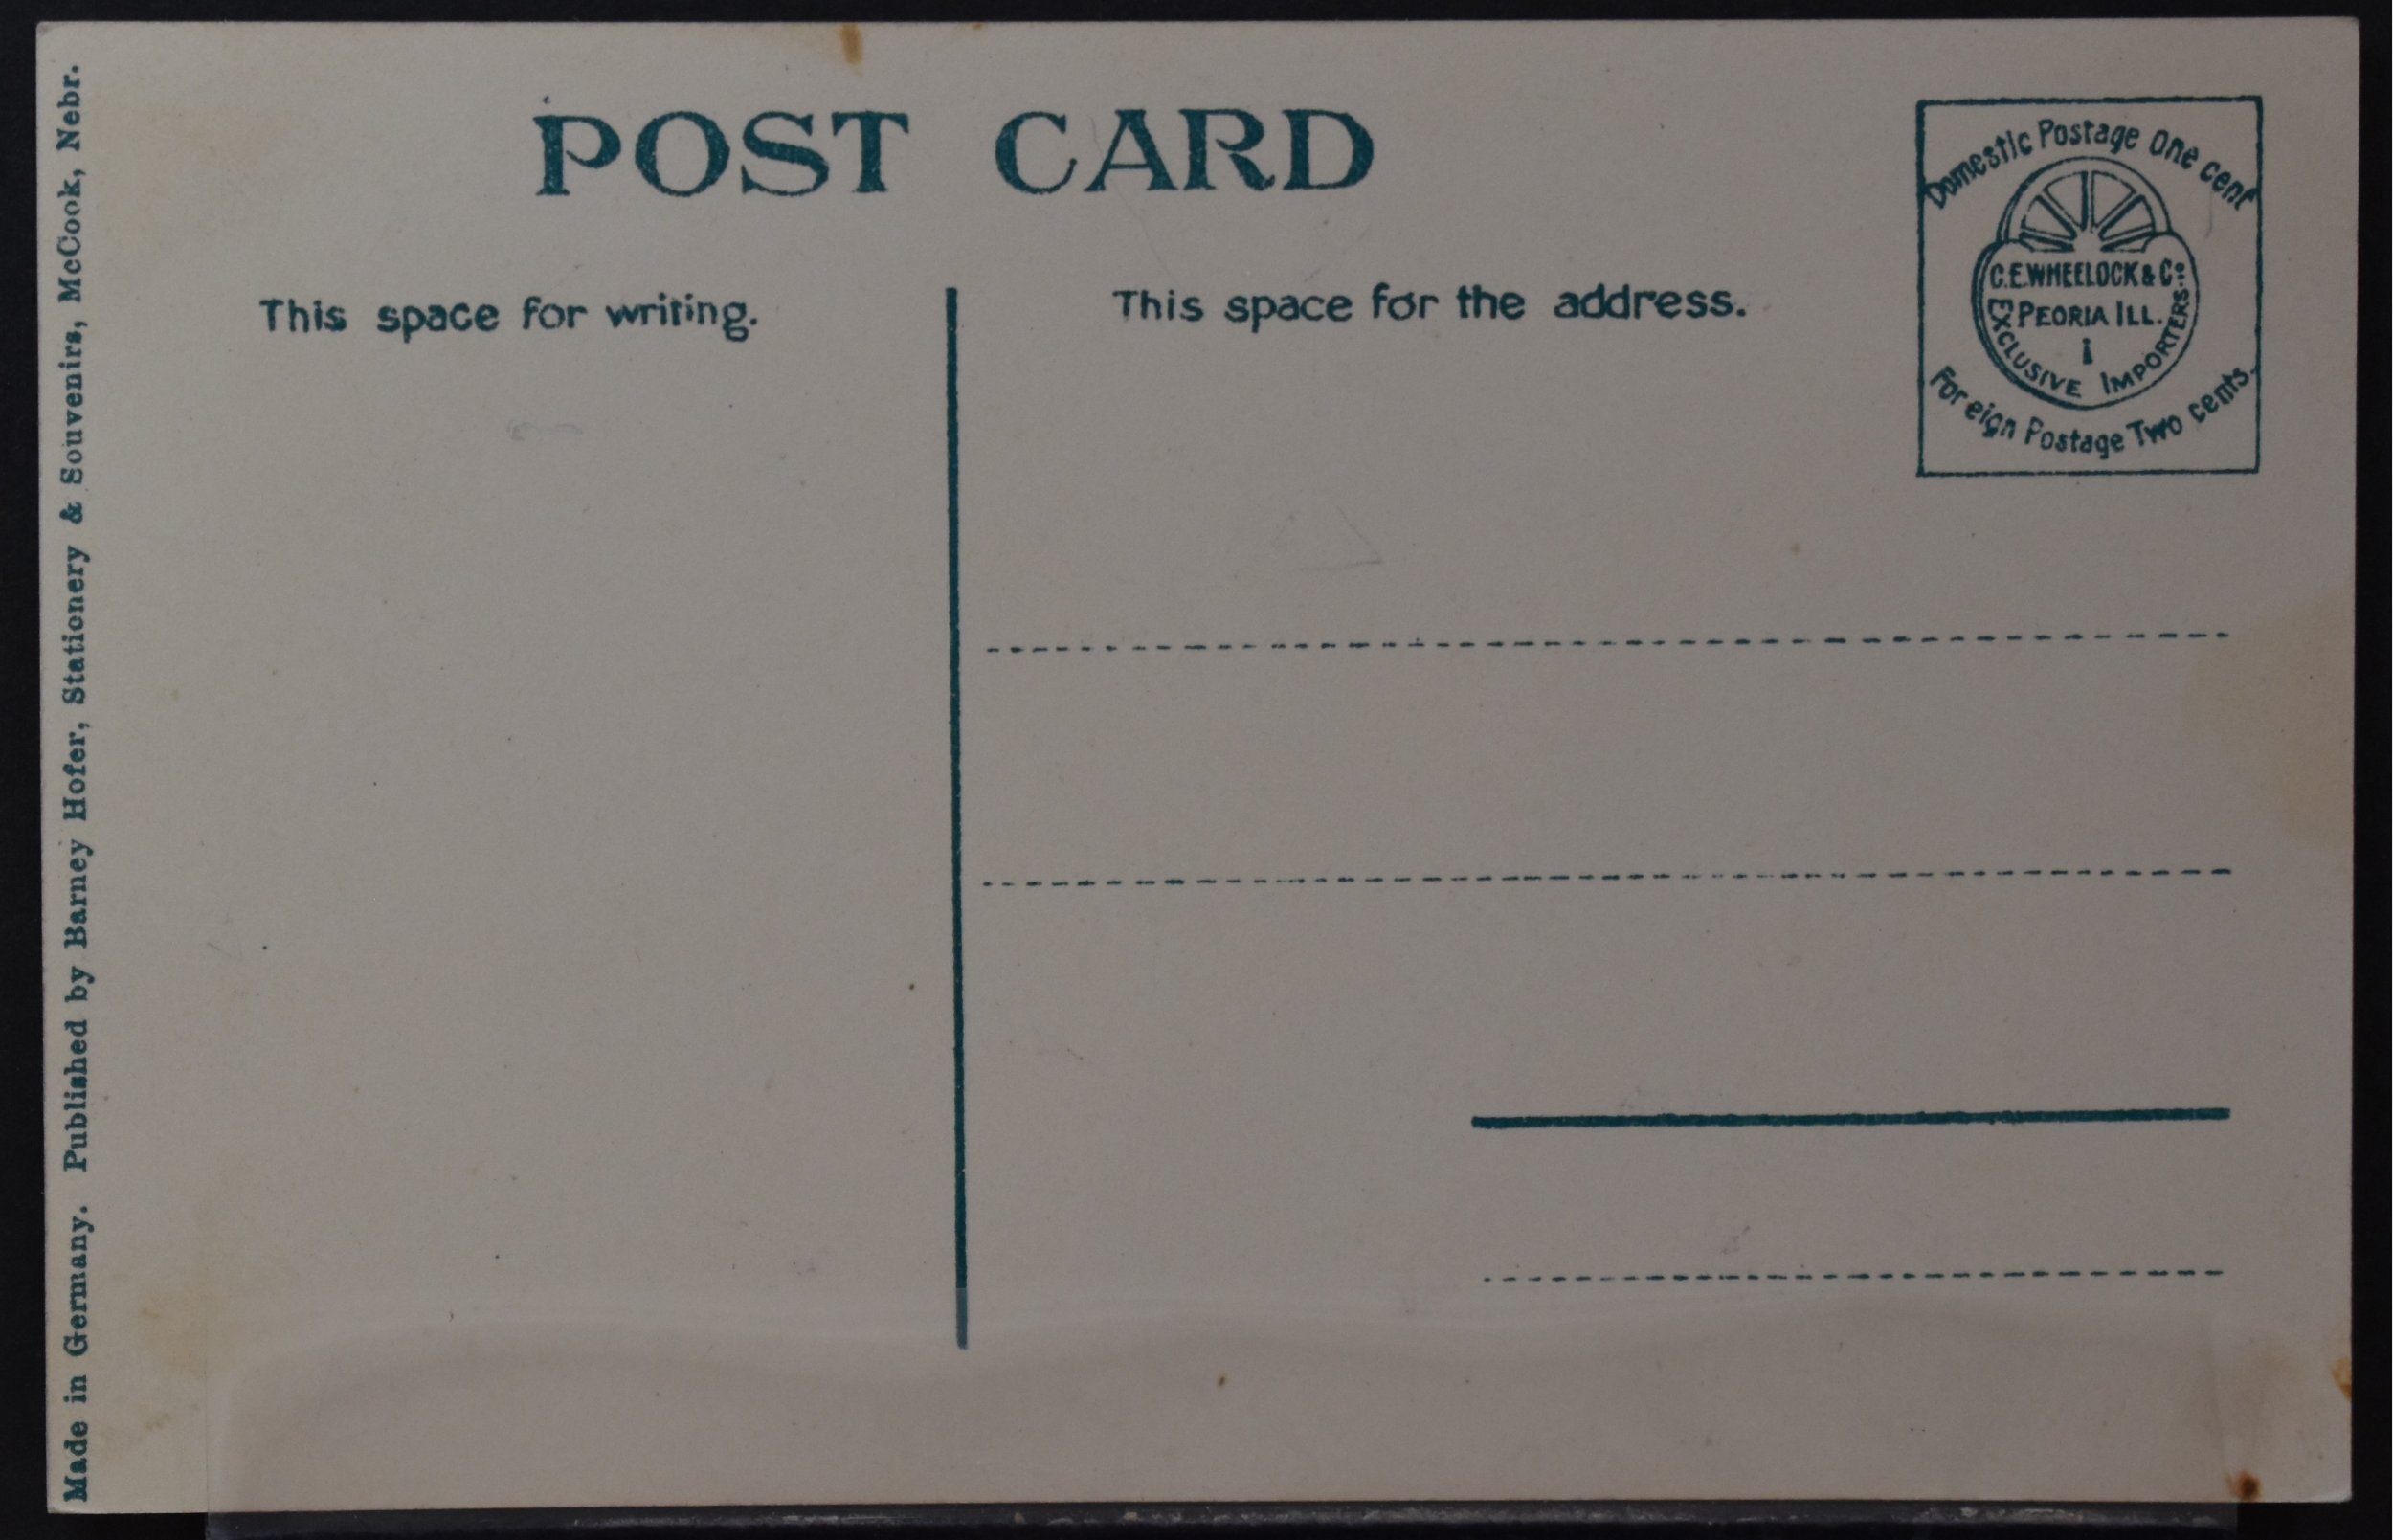 POST CARD
This space for writing.
This space for the address.
Domestic Postage One cent
C.E. WHEELOCK & Co
PEORIA ILL.
EXCLUSIVE IMPORTERS
Foreign Postage Two cents.
Made in Germany. Published by Barney Hofer, Stationery & Souvenirs, McCook, Nebr.